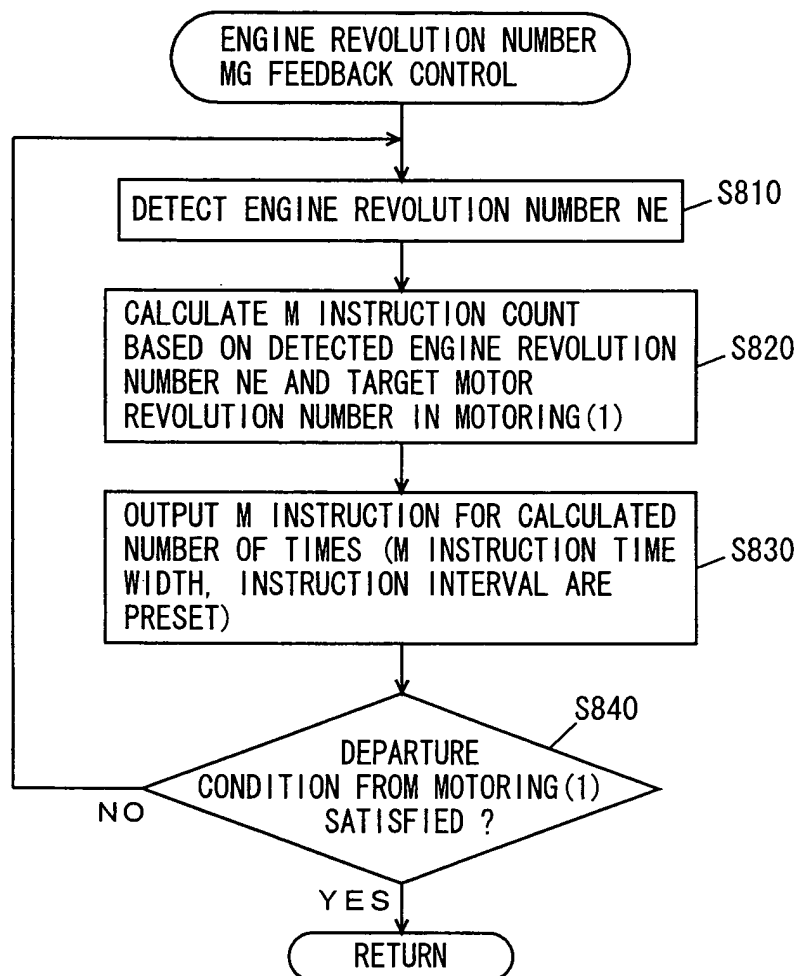 ENGINE REVOLUTION NUMBER
MG FEEDBACK CONTROL
DETECT ENGINE REVOLUTION NUMBER NE
S810
CALCULATE M INSTRUCTION COUNT
BASED ON DETECTED ENGINE REVOLUTION
NUMBER NE AND TARGET MOTOR
REVOLUTION NUMBER IN MOTORING(1)
S820
OUTPUT M INSTRUCTION FOR CALCULATED
NUMBER OF TIMES (M INSTRUCTION TIME
WIDTH, INSTRUCTION INTERVAL ARE
PRESET)
S830
S840
DEPARTURE
CONDITION FROM MOTORING(1)
SATISFIED ?
NO
YES
RETURN